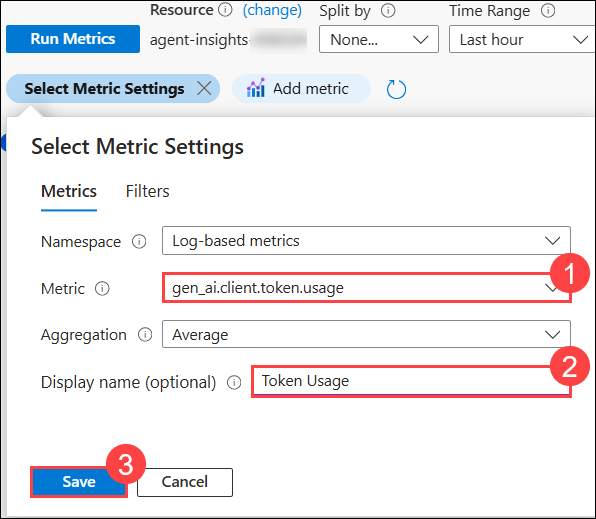 Resource (change) Split by Time Range
Run Metrics agent-insights- None... Last hour
Select Metric Settings Add metric
Select Metric Settings
Metrics Filters
Namespace Log-based metrics
1
Metric gen_ai.client.token.usage
Aggregation Average
2
Display name (optional) Token Usage
3
Save Cancel